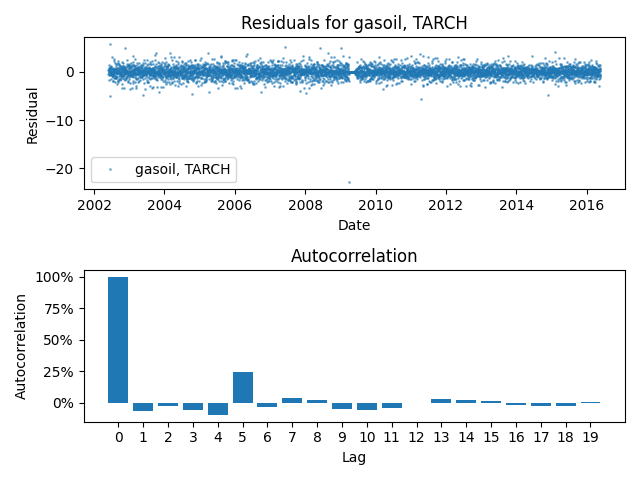 Residuals for gasoil, TARCH
Residual
0
−10
−20
gasoil, TARCH
2002 2004 2006 2008 2010 2012 2014 2016
Date
Autocorrelation
Autocorrelation
100%
75%
50%
25%
0%
0 1 2 3 4 5 6 7 8 9 10 11 12 13 14 15 16 17 18 19
Lag